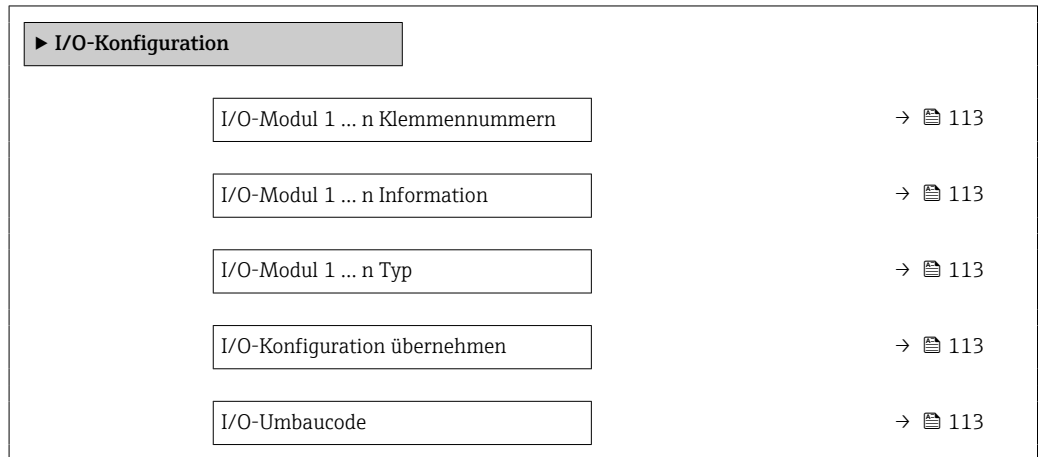 ► I/O-Konfiguration
I/O-Modul 1 … n Klemmennummern → 113
I/O-Modul 1 … n Information → 113
I/O-Modul 1 … n Typ → 113
I/O-Konfiguration übernehmen → 113
I/O-Umbaucode → 113